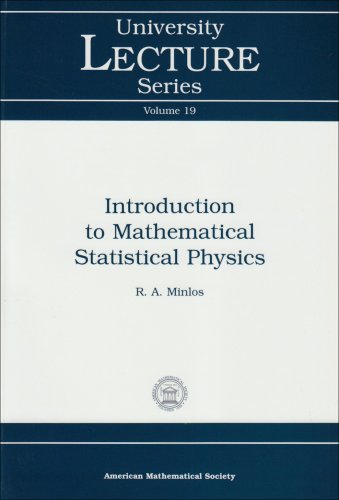 University
LECTURE
Series
Volume 19
Introduction
to Mathematical
Statistical Physics
R. A. Minlos
American Mathematical Society